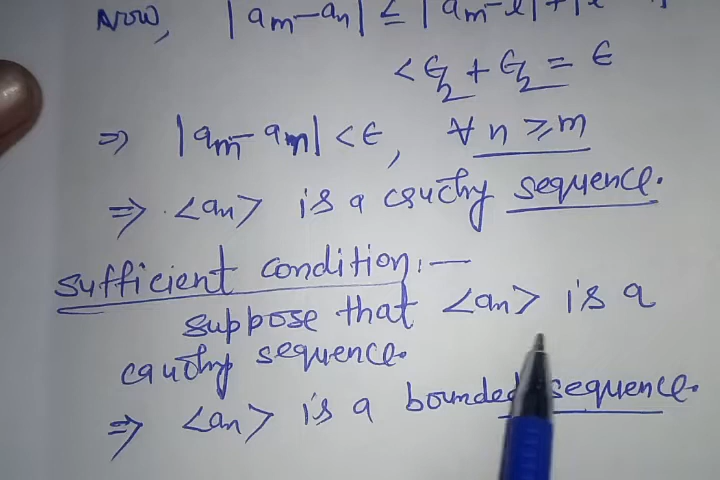 Now, |am-an| ≤ |am-l|+|l
< ϵ/2 + ϵ/2 = ϵ
⇒ |am-an| < ϵ, ∀ n ≥ m
⇒ <an> is a cauchy sequence.
sufficient condition:—
suppose that <an> is a
cauchy sequence.
⇒ <an> is a bounded sequence.